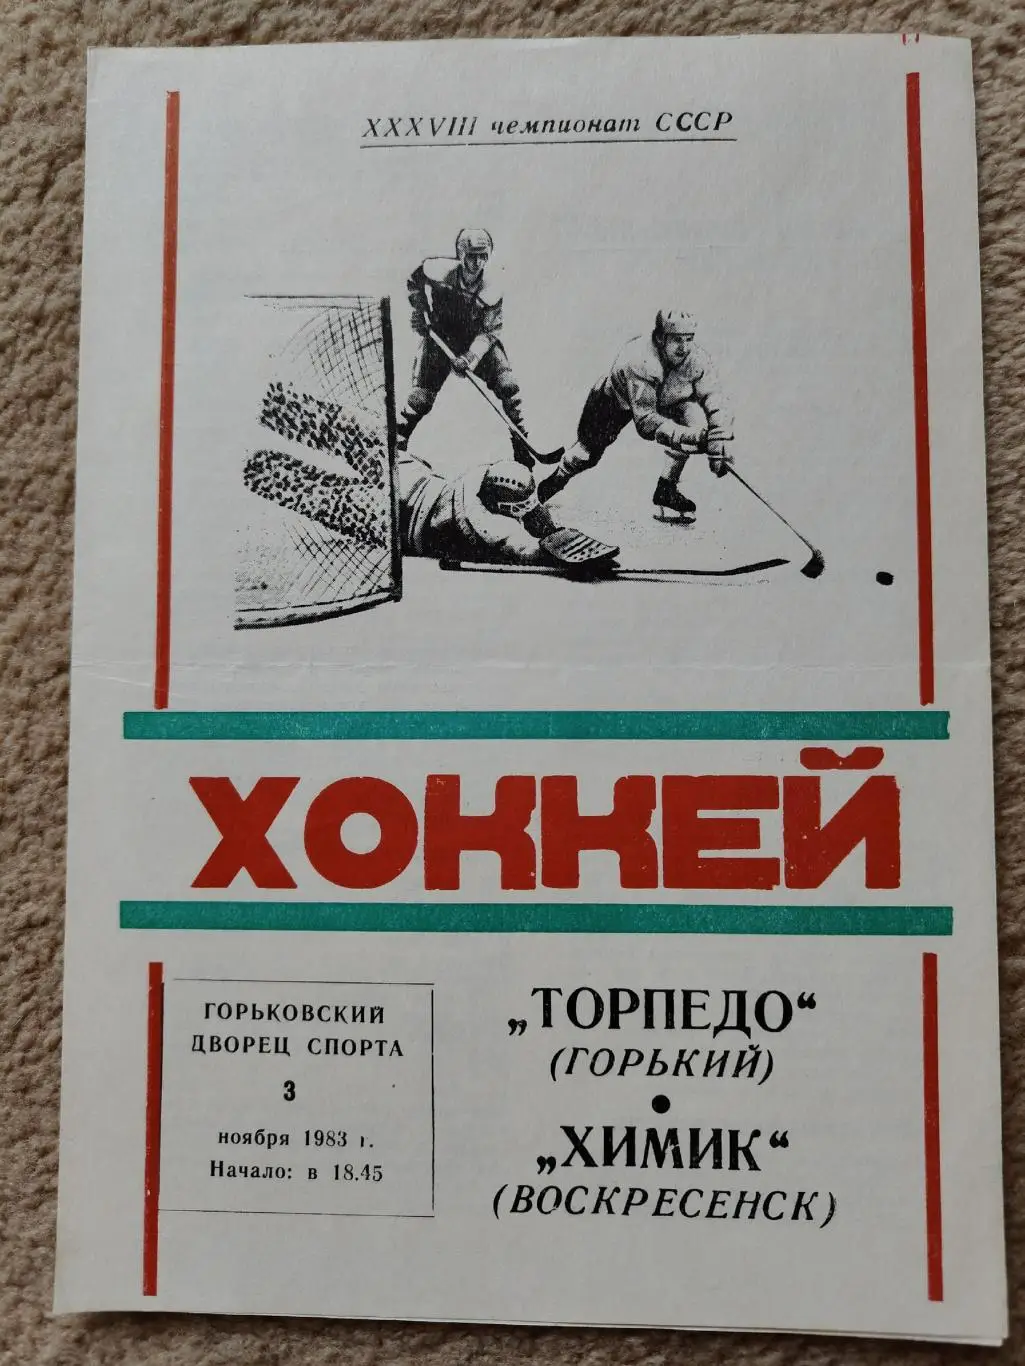 XXXVIII чемпионат СССР
ХОККЕЙ
ГОРЬКОВСКИЙ
ДВОРЕЦ СПОРТА
3
ноября 1983 г.
Начало: в 18.45
„ТОРПЕДО“
(ГОРЬКИЙ)
•
„ХИМИК“
(ВОСКРЕСЕНСК)